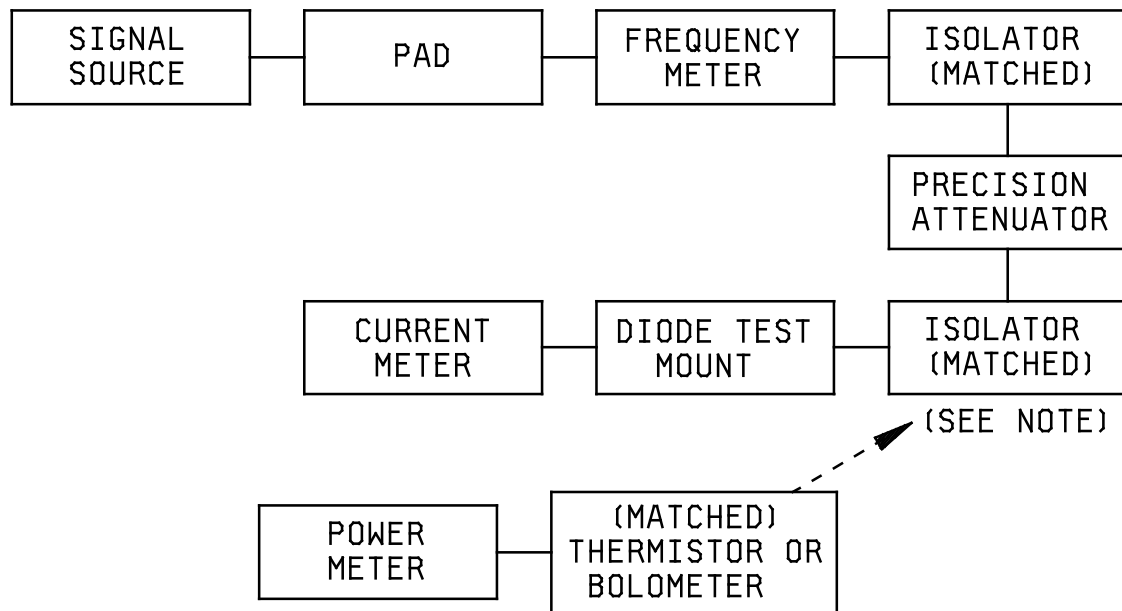 SIGNAL
SOURCE
PAD
FREQUENCY
METER
ISOLATOR
(MATCHED)
PRECISION
ATTENUATOR
CURRENT
METER
DIODE TEST
MOUNT
ISOLATOR
(MATCHED)
(SEE NOTE)
POWER
METER
(MATCHED)
THERMISTOR OR
BOLOMETER